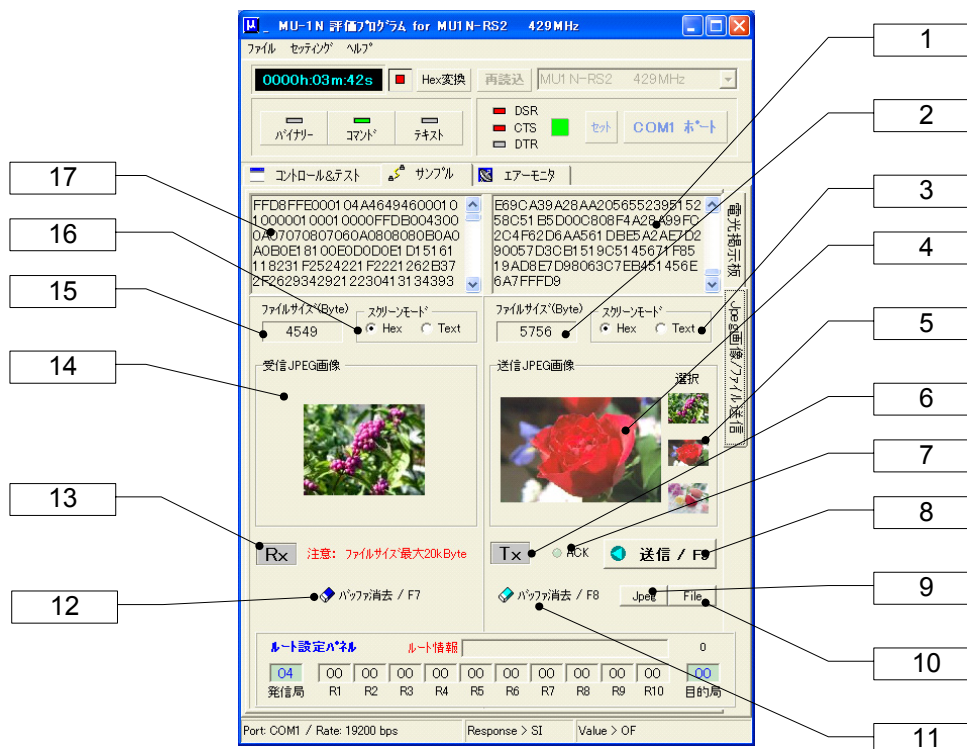 μ_ MU-1N 評価プログラム for MU1N-RS2 429MHz
ファイル セッティング ヘルプ
0000h:03m:42s Hex変換 再読込 MU1N-RS2 429MHz
バイナリー コマンド テキスト
DSR
CTS
DTR
セット COM1 ポート
コントロール&テスト サンプル エアーモニタ
FFD8FFE000104A46494600010
100000100010000FFDB004300
0A07070807060A0808080B0A0
A0B0E18100E0D0D0E1D15161
118231F2524221F2221262B37
2F26293429212230413134393
E69CA39A28AA2056552395152
58C51B5D00C808F4A28A99FC
2C4F62D6AA561DBE5A2AE7D2
90057D3CB1519C5145671F85
19AD8E7D98063C7EB451456E
6A7FFFD9
電光掲示板
Jpeg画像/ファイル送信
ファイルサイズ(Byte)
4549
スクリーンモード
Hex Text
ファイルサイズ(Byte)
5756
スクリーンモード
Hex Text
受信JPEG画像
送信JPEG画像
選択
Rx 注意: ファイルサイズ最大20kByte
Tx ACK 送信 / F9
バッファ消去 / F7
バッファ消去 / F8 Jpeg File
ルート設定パネル ルート情報 0
04 00 00 00 00 00 00 00 00 00 00 00
発信局 R1 R2 R3 R4 R5 R6 R7 R8 R9 R10 目的局
Port: COM1 / Rate: 19200 bps Response > SI Value > OF
1
2
3
4
5
6
7
8
9
10
11
12
13
14
15
16
17